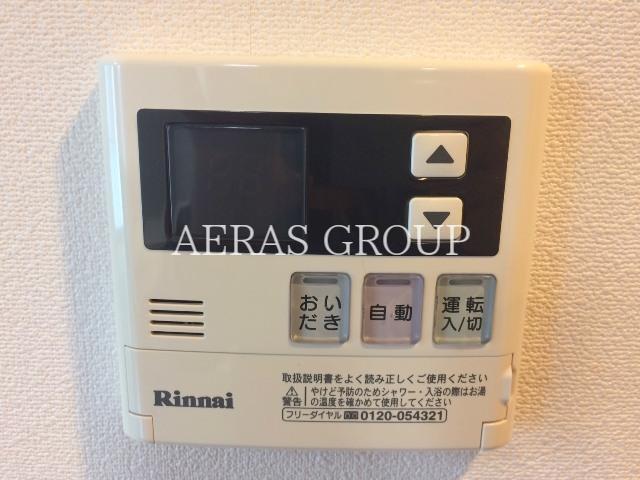 AERAS GROUP
おい
だき
自動
運転
入/切
Rinnai
取扱説明書をよく読み正しくご使用ください
警告
やけど予防のためシャワー・入浴の際はお湯
の温度を確かめて使用してください
フリーダイヤル 0120-054321